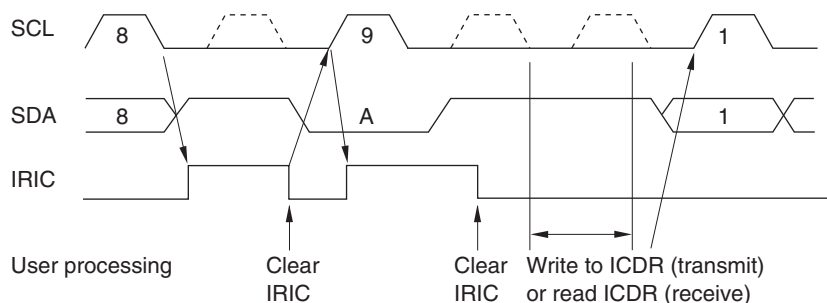 SCL 8 9 1
SDA 8 A 1
IRIC
User processing Clear Clear Write to ICDR (transmit)
IRIC IRIC or read ICDR (receive)